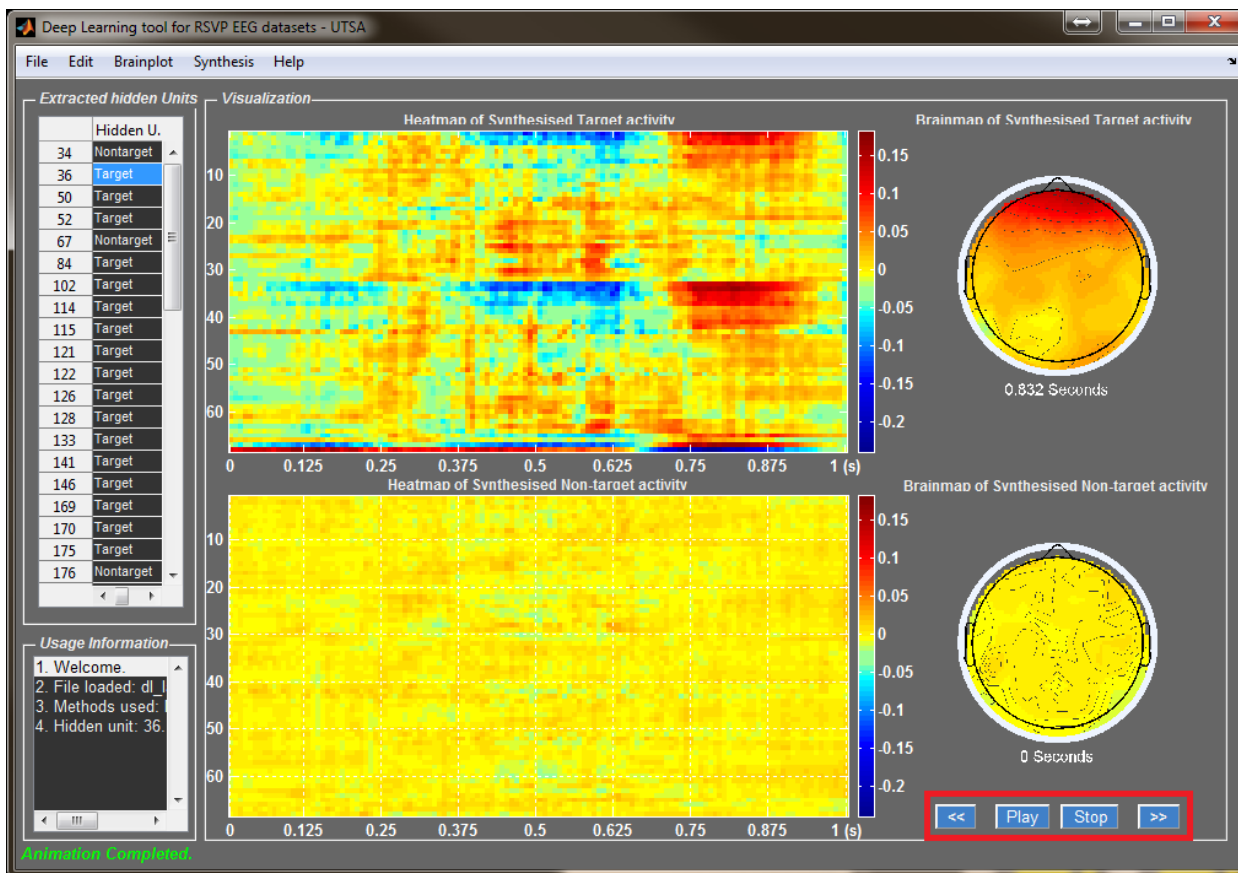 Deep Learning tool for RSVP EEG datasets - UTSA
File Edit Brainplot Synthesis Help
Extracted hidden Units
Hidden U.
34 Nontarget
36 Target
50 Target
52 Target
67 Nontarget
84 Target
102 Target
114 Target
115 Target
121 Target
122 Target
126 Target
128 Target
133 Target
141 Target
146 Target
169 Target
170 Target
175 Target
176 Nontarget
Usage Information
1. Welcome.
2. File loaded: dl_l
3. Methods used:
4. Hidden unit: 36.
Animation Completed.
Visualization
Heatmap of Synthesised Target activity
10
20
30
40
50
60
0 0.125 0.25 0.375 0.5 0.625 0.75 0.875 1 (s)
0.15
0.1
0.05
0
-0.05
-0.1
-0.15
-0.2
Brainmap of Synthesised Target activity
0.832 Seconds
Heatmap of Synthesised Non-target activity
10
20
30
40
50
60
0 0.125 0.25 0.375 0.5 0.625 0.75 0.875 1 (s)
0.15
0.1
0.05
0
-0.05
-0.1
-0.15
-0.2
Brainmap of Synthesised Non-target activity
0 Seconds
<< Play Stop >>